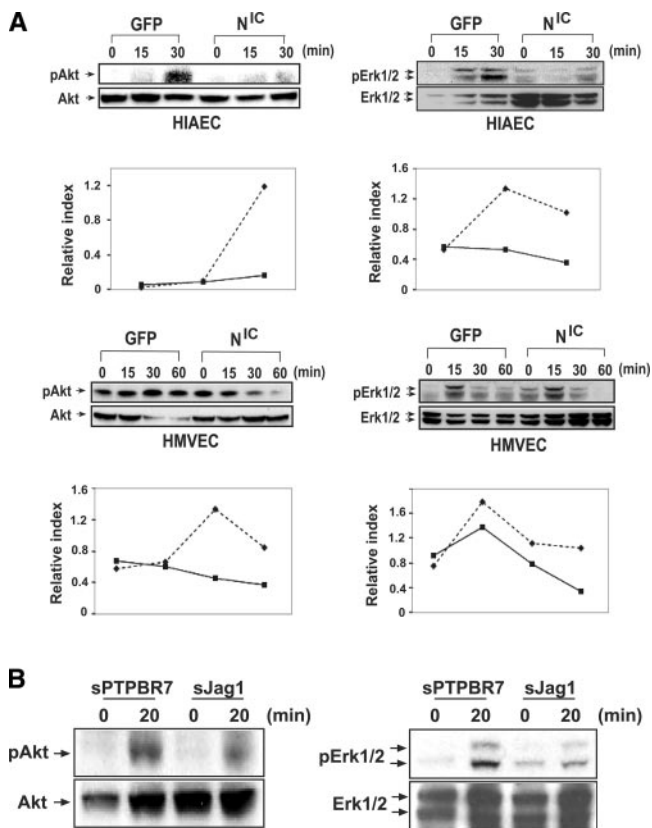 A
GFP N^IC
0 15 30 0 15 30 (min)
pAkt
Akt
HIAEC
GFP N^IC
0 15 30 0 15 30 (min)
pErk1/2
Erk1/2
HIAEC
Relative index
1.2
0.8
0.4
0
Relative index
1.6
1.2
0.8
0.4
0
GFP N^IC
0 15 30 60 0 15 30 60 (min)
pAkt
Akt
HMVEC
GFP N^IC
0 15 30 60 0 15 30 60 (min)
pErk1/2
Erk1/2
HMVEC
Relative index
1.6
1.2
0.8
0.4
0
Relative index
1.6
1.2
0.8
0.4
0
B
sPTPBR7 sJag1
0 20 0 20 (min)
pAkt
Akt
sPTPBR7 sJag1
0 20 0 20 (min)
pErk1/2
Erk1/2